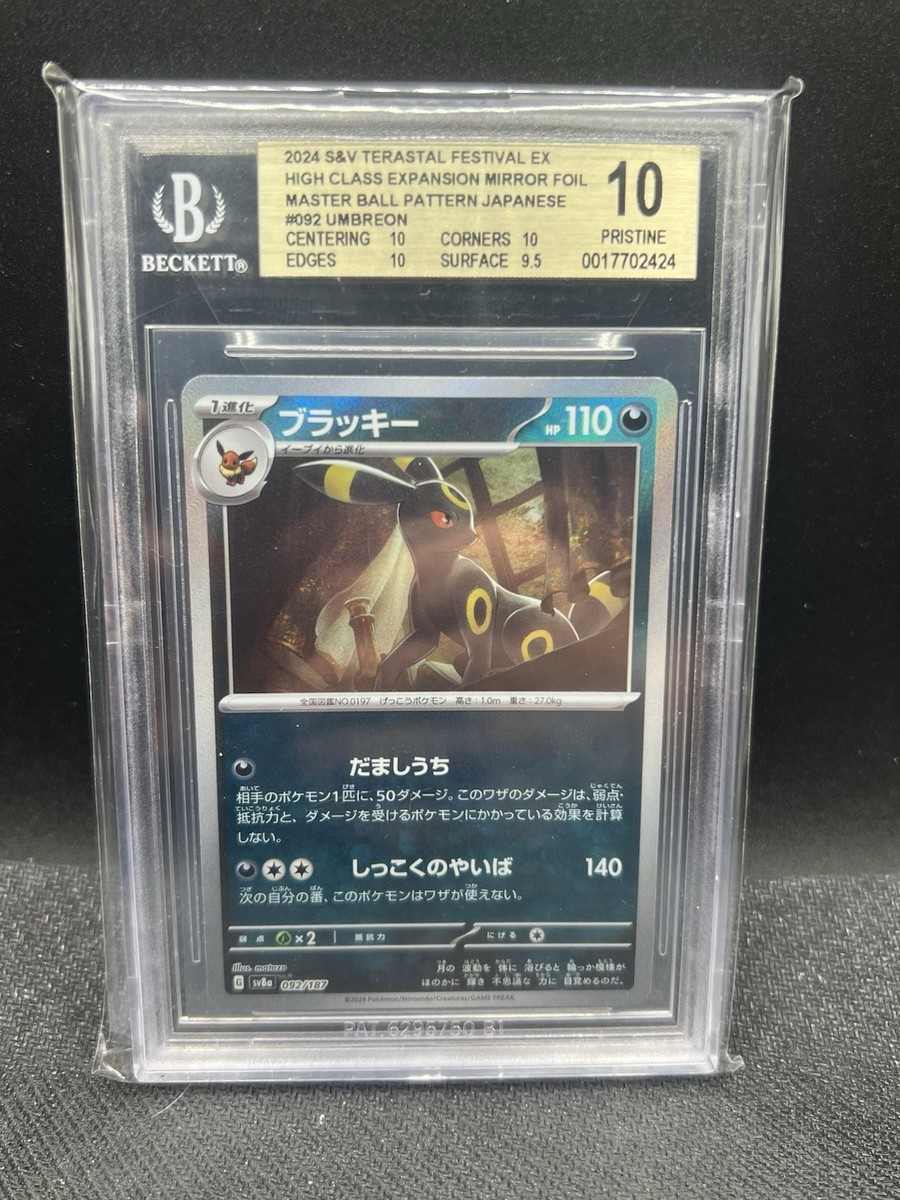 2024 S&V TERASTAL FESTIVAL EX
HIGH CLASS EXPANSION MIRROR FOIL
MASTER BALL PATTERN JAPANESE
#092 UMBREON
CENTERING 10 CORNERS 10
EDGES 10 SURFACE 9.5
10
PRISTINE
0017702424
B
BECKETT®
1進化
ブラッキー
HP 110
イーブイから進化
全国図鑑NO.0197 げっこうポケモン 高さ:1.0m 重さ:27.0kg
だましうち
相手のポケモン1匹に、50ダメージ。このワザのダメージは、弱点・
抵抗力と、ダメージを受けるポケモンにかかっている効果を計算
しない。
しっこくのやいば 140
次の自分の番、このポケモンはワザが使えない。
弱点 ×2 抵抗力 にげる
Illus. matazo
G sv8a 092/187
月の 波動を 体に 浴びると 輪っか模様が
ほのかに 輝き 不思議な 力に 目覚めるのだ。
©2024 Pokémon/Nintendo/Creatures/GAME FREAK
PAT. 6295750 B1